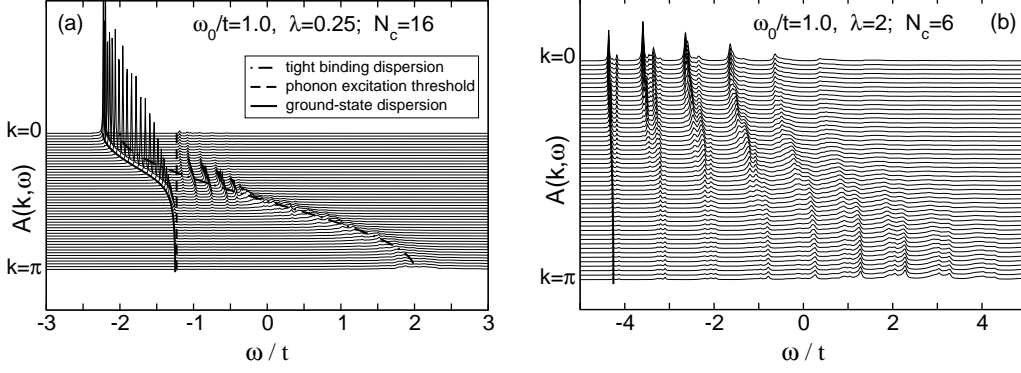 (a) ω₀/t=1.0, λ=0.25; N_c=16
tight binding dispersion
phonon excitation threshold
ground-state dispersion
k=0
A(k,ω)
k=π
-3 -2 -1 0 1 2 3
ω / t
ω₀/t=1.0, λ=2; N_c=6 (b)
k=0
A(k,ω)
k=π
-4 -2 0 2 4
ω / t